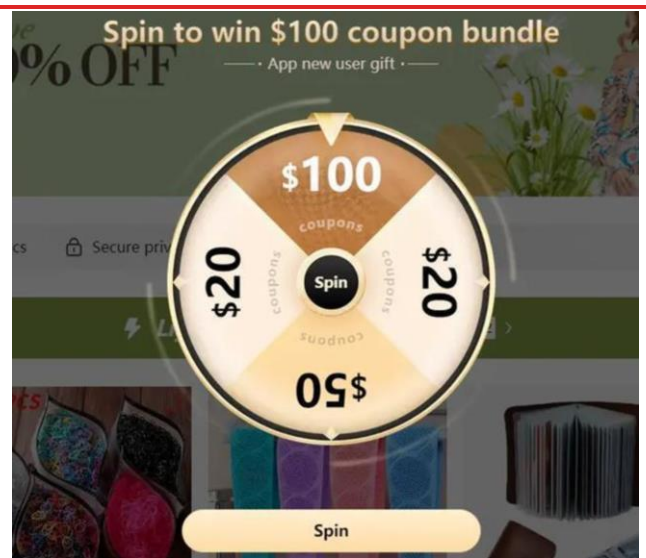 Spin to win $100 coupon bundle
% OFF
App new user gift
$100
coupons
$20
coupons
Spin
coupons
$20
coupons
$50
Secure
Spin